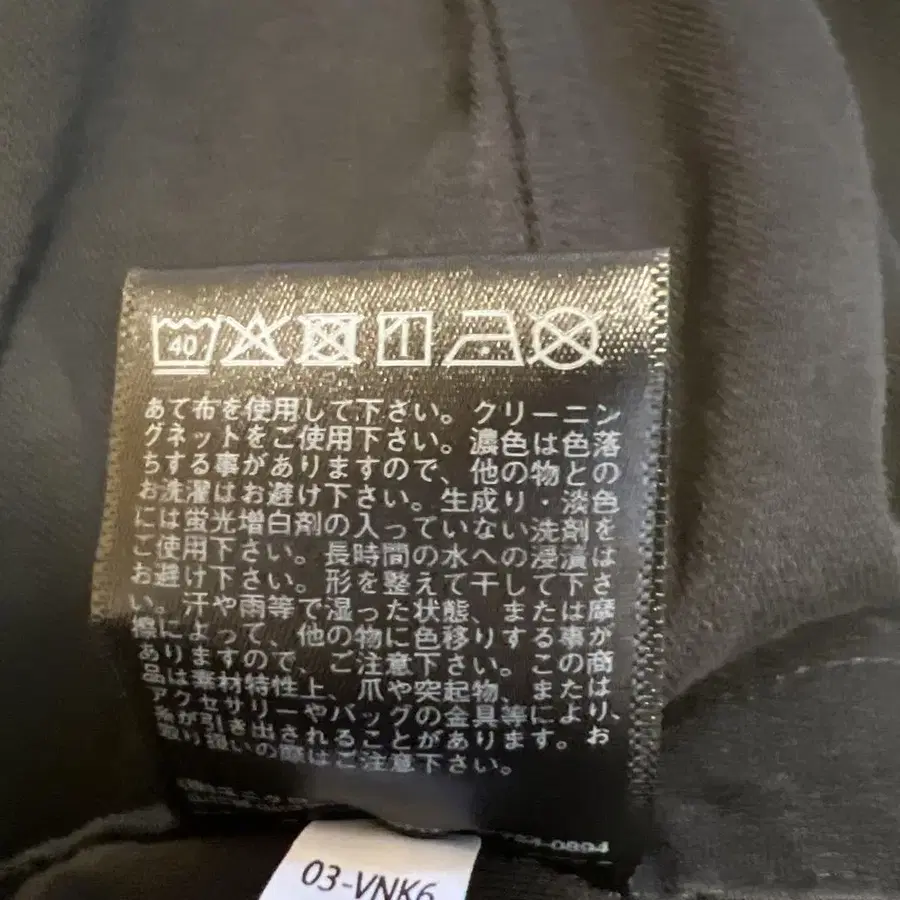 40
あて布を使用して下さい。クリーニン
グネットをご使用下さい。濃色は色落
ちする事がありますので、他の物との
お洗濯はお避け下さい。生成り・淡色
には蛍光増白剤の入っていない洗剤を
ご使用下さい。長時間の水への浸漬は
お避け下さい。形を整えて干して下さ
い。汗や雨等で湿った状態、または摩
擦によって、他の物に色移りする事が
ありますので、ご注意下さい。この商
品は素材特性上、爪や突起物、または
アクセサリーやバッグの金具等により、
糸が引き出されることがあります。お
取り扱いの際はご注意下さい。
-0894
03-VNK6